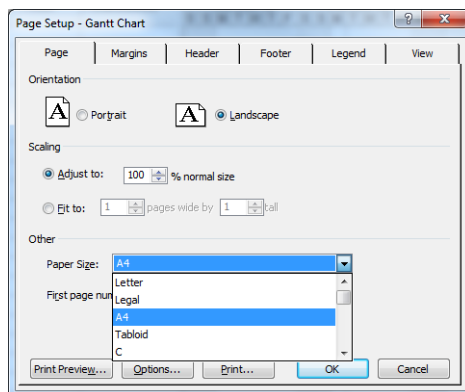 Page Setup - Gantt Chart
Page Margins Header Footer Legend View
Orientation
A Portrait A Landscape
Scaling
Adjust to: 100 % normal size
Fit to: 1 pages wide by 1 tall
Other
Paper Size: A4
Letter
First page num
Legal
A4
Tabloid
C
Print Preview... Options... Print... OK Cancel